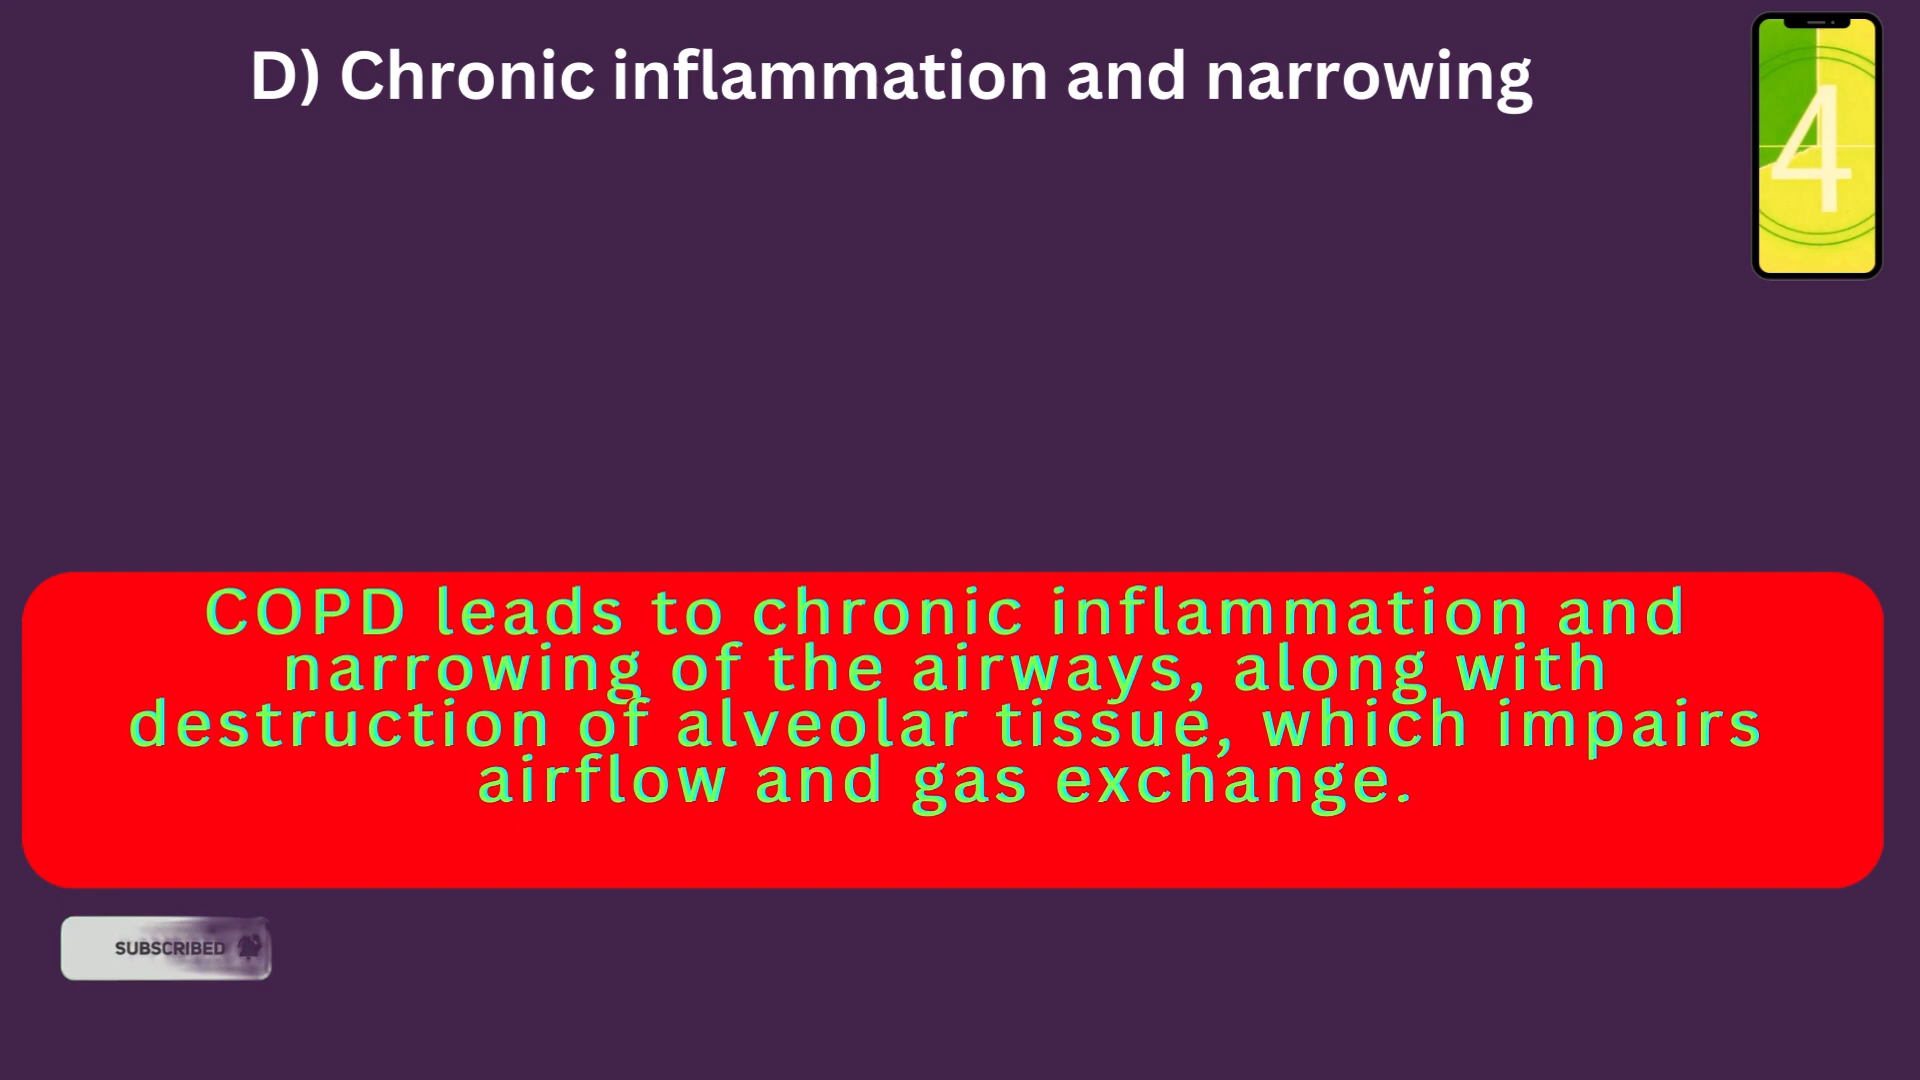 D) Chronic inflammation and narrowing
4
COPD leads to chronic inflammation and
narrowing of the airways, along with
destruction of alveolar tissue, which impairs
airflow and gas exchange.
SUBSCRIBED